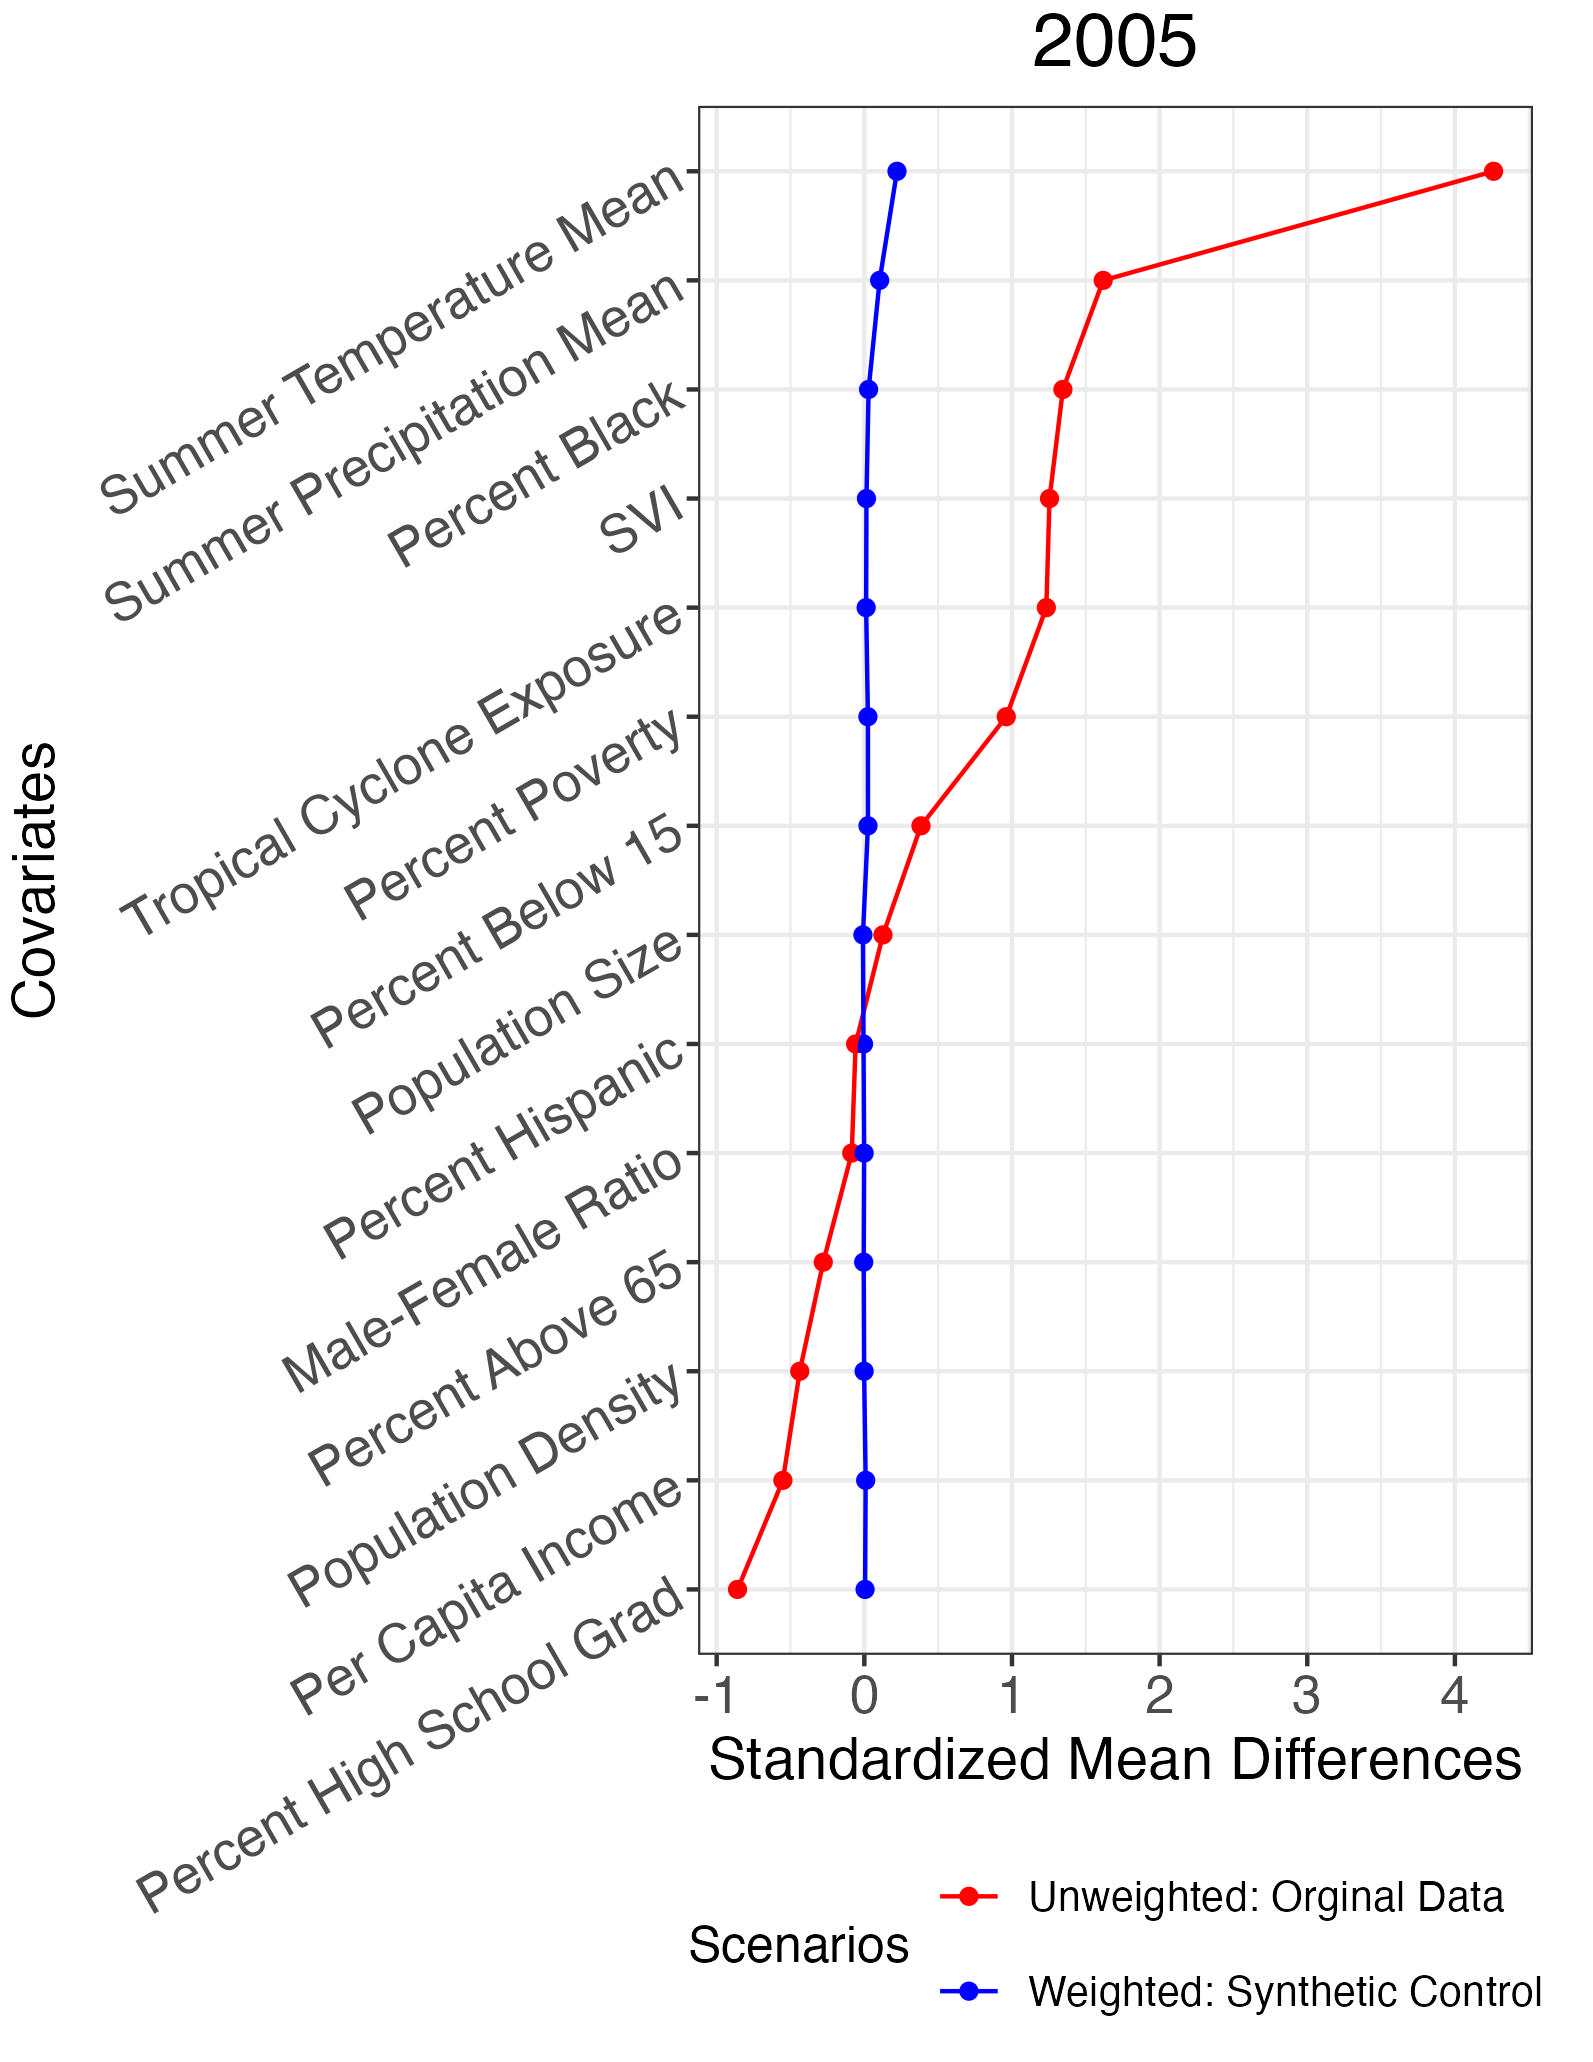 2005
Covariates
Summer Temperature Mean
Summer Precipitation Mean
Percent Black
SVI
Tropical Cyclone Exposure
Percent Poverty
Percent Below 15
Population Size
Percent Hispanic
Male-Female Ratio
Percent Above 65
Population Density
Per Capita Income
Percent High School Grad
-1 0 1 2 3 4
Standardized Mean Differences
Scenarios
Unweighted: Orginal Data
Weighted: Synthetic Control